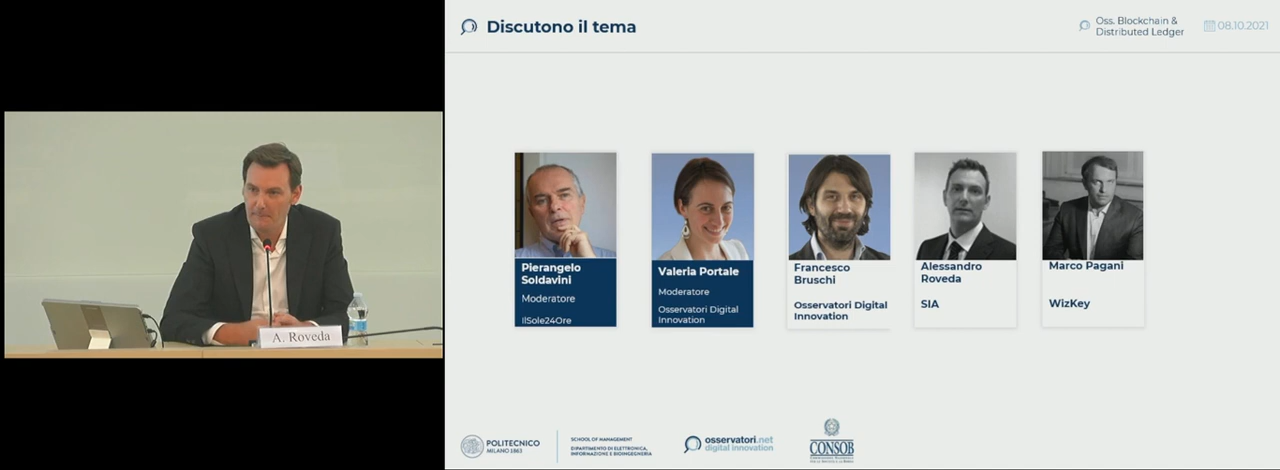 Discutono il tema
Oss. Blockchain &
Distributed Ledger
08.10.2021
A. Roveda
Pierangelo
Soldavini
Moderatore
IlSole24Ore
Valeria Portale
Moderatore
Osservatori Digital
Innovation
Francesco
Bruschi
Osservatori Digital
Innovation
Alessandro
Roveda
SIA
Marco Pagani
WizKey
POLITECNICO
MILANO 1863
SCHOOL OF MANAGEMENT
DIPARTIMENTO DI ELETTRONICA,
INFORMAZIONE E BIOINGEGNERIA
osservatori.net
digital innovation
CONSOB